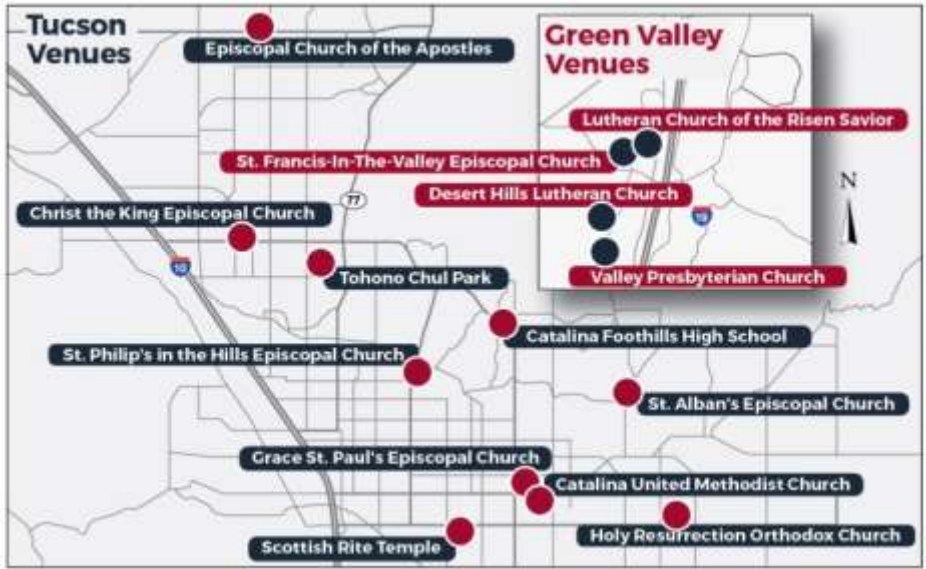 Tucson
Venues
Episcopal Church of the Apostles
Green Valley
Venues
Lutheran Church of the Risen Savior
St. Francis-In-The-Valley Episcopal Church
Desert Hills Lutheran Church
N
77
Christ the King Episcopal Church
19
10
Tohono Chul Park
Valley Presbyterian Church
Catalina Foothills High School
St. Philip's in the Hills Episcopal Church
St. Alban's Episcopal Church
Grace St. Paul's Episcopal Church
Catalina United Methodist Church
Holy Resurrection Orthodox Church
Scottish Rite Temple